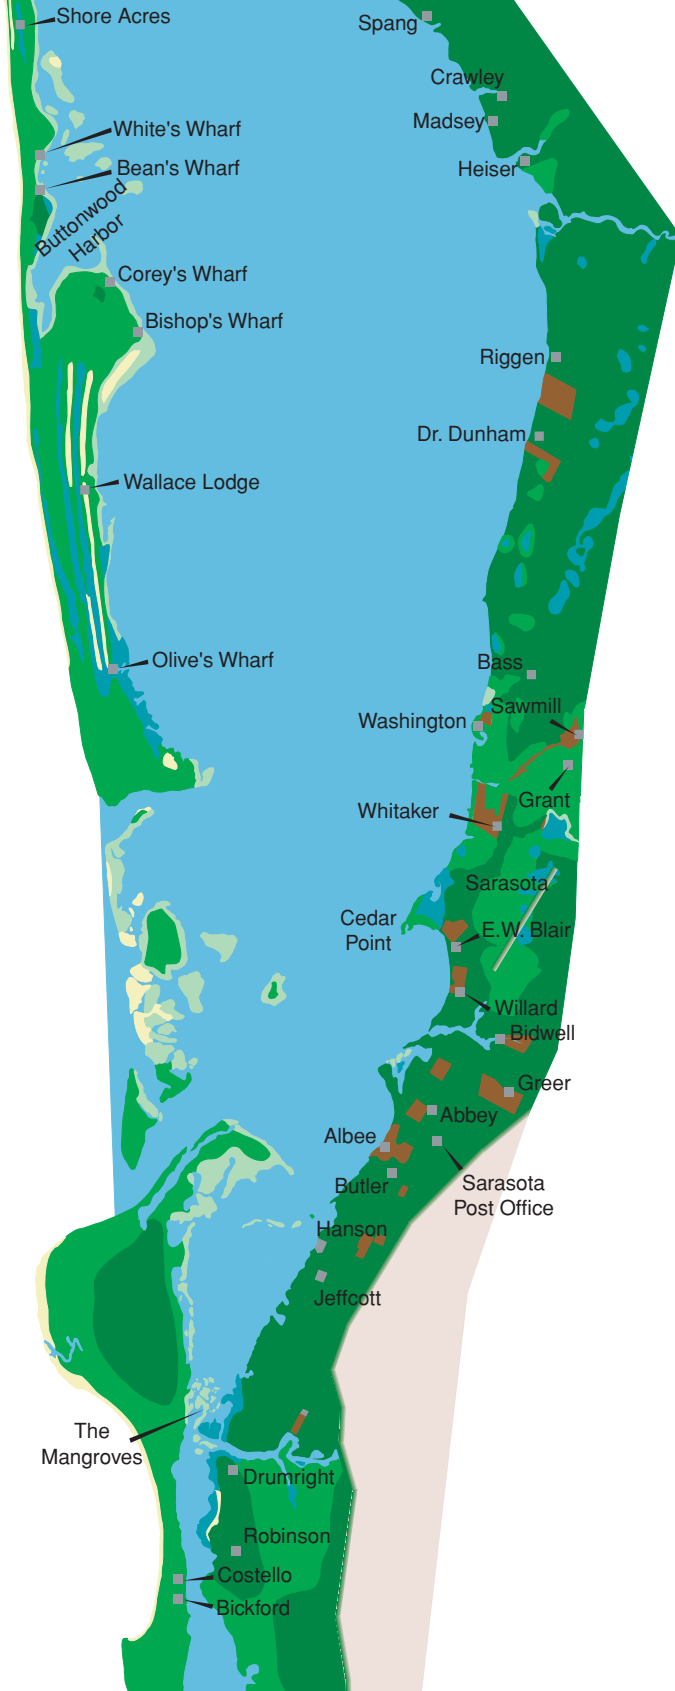 Shore Acres
Spang
Crawley
Madsey
White's Wharf
Bean's Wharf
Heiser
Buttonwood
Harbor
Corey's Wharf
Bishop's Wharf
Riggen
Dr. Dunham
Wallace Lodge
Olive's Wharf
Bass
Sawmill
Washington
Grant
Whitaker
Sarasota
Cedar
Point
E.W. Blair
Willard
Bidwell
Greer
Abbey
Albee
Butler
Sarasota
Post Office
Hanson
Jeffcott
The
Mangroves
Drumright
Robinson
Costello
Bickford